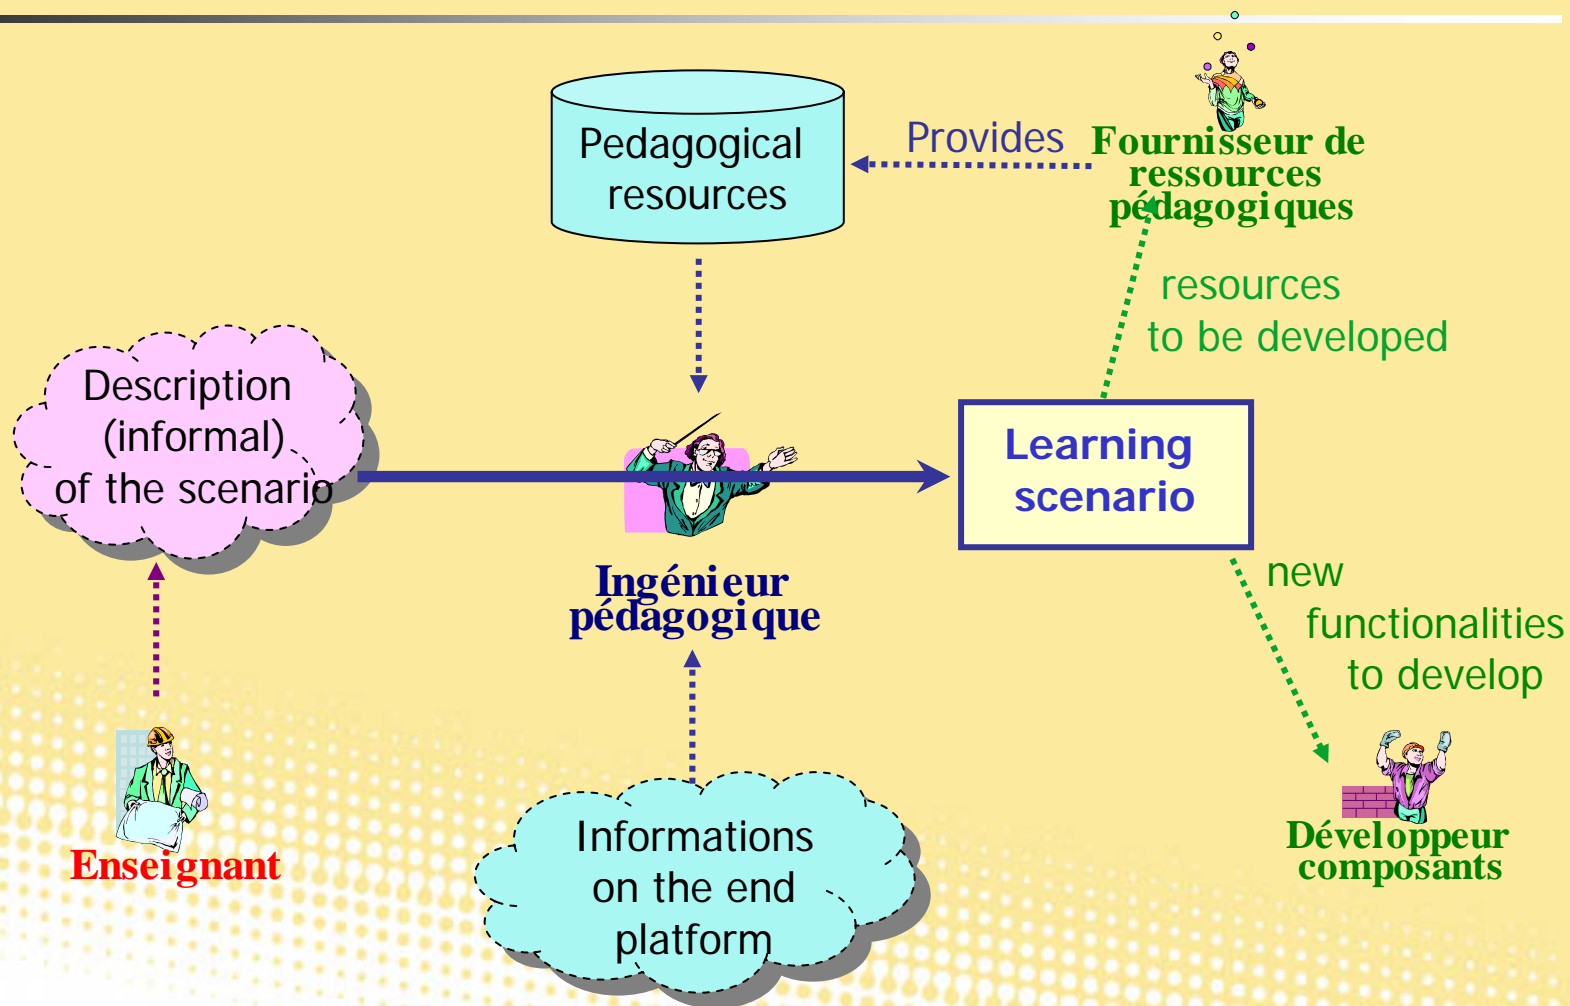 Pedagogical
resources
Provides
Fournisseur de
ressources
pédagogiques
resources
to be developed
Description
(informal)
of the scenario
Learning
scenario
Ingénieur
pédagogique
new
functionalities
to develop
Enseignant
Informations
on the end
platform
Développeur
composants